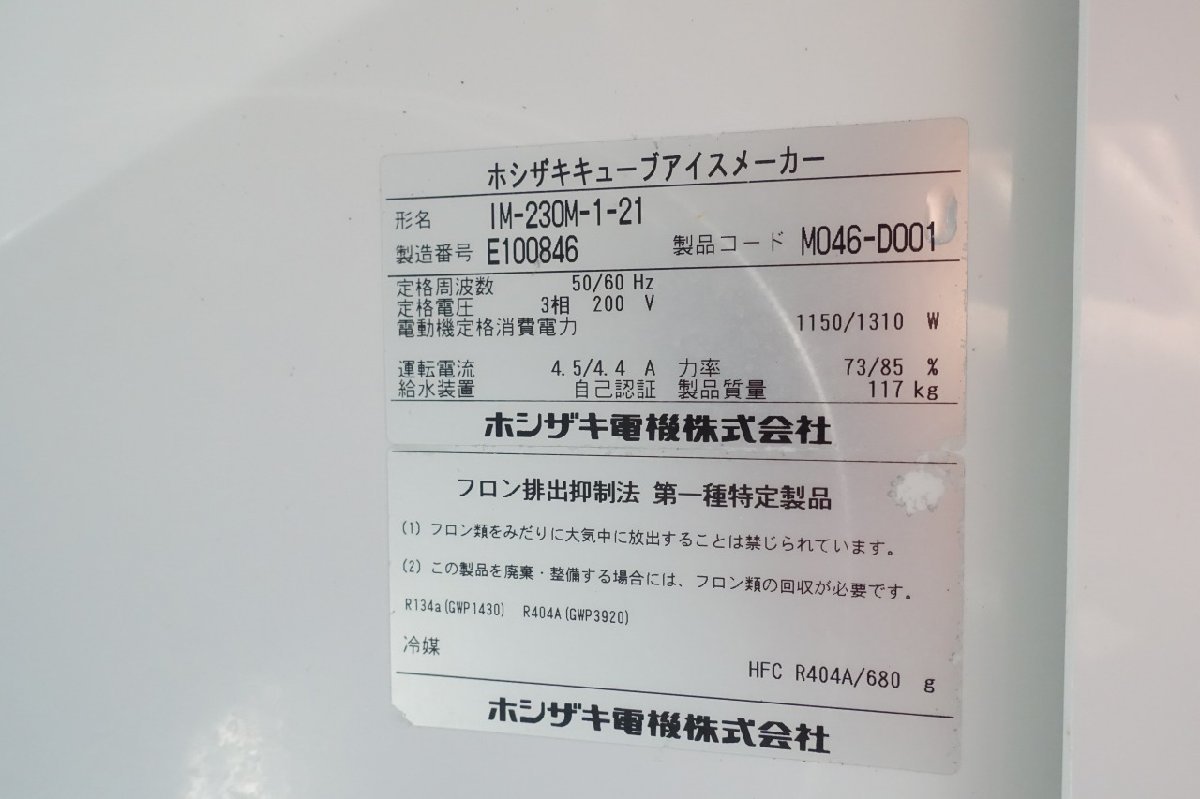 ホシザキキューブアイスメーカー
形名 IM-230M-1-21
製造番号 E100846 製品コード M046-D001
定格周波数 50/60 Hz
定格電圧 3相 200 V
電動機定格消費電力 1150/1310 W
運転電流 4.5/4.4 A 力率 73/85 %
給水装置 自己認証 製品質量 117 kg
ホシザキ電機株式会社
フロン排出抑制法 第一種特定製品
(1) フロン類をみだりに大気中に放出することは禁じられています。
(2) この製品を廃棄・整備する場合には、フロン類の回収が必要です。
R134a(GWP1430) R404A(GWP3920)
冷媒
HFC R404A/680 g
ホシザキ電機株式会社